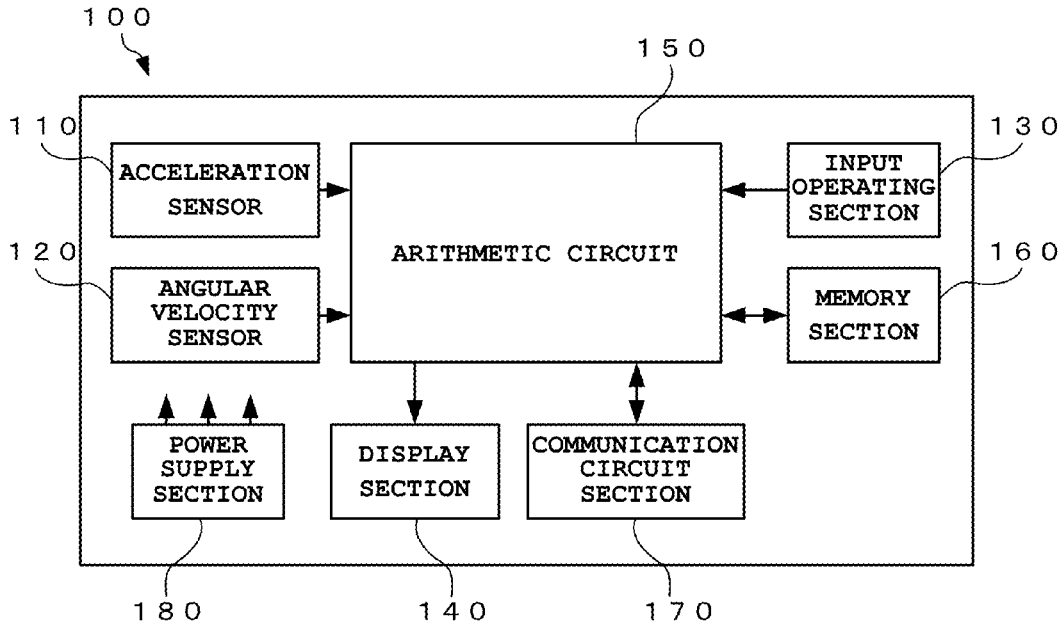 100
150
110
ACCELERATION
SENSOR
130
INPUT
OPERATING
SECTION
ARITHMETIC CIRCUIT
120
ANGULAR
VELOCITY
SENSOR
160
MEMORY
SECTION
POWER
SUPPLY
SECTION
DISPLAY
SECTION
COMMUNICATION
CIRCUIT
SECTION
180
140
170